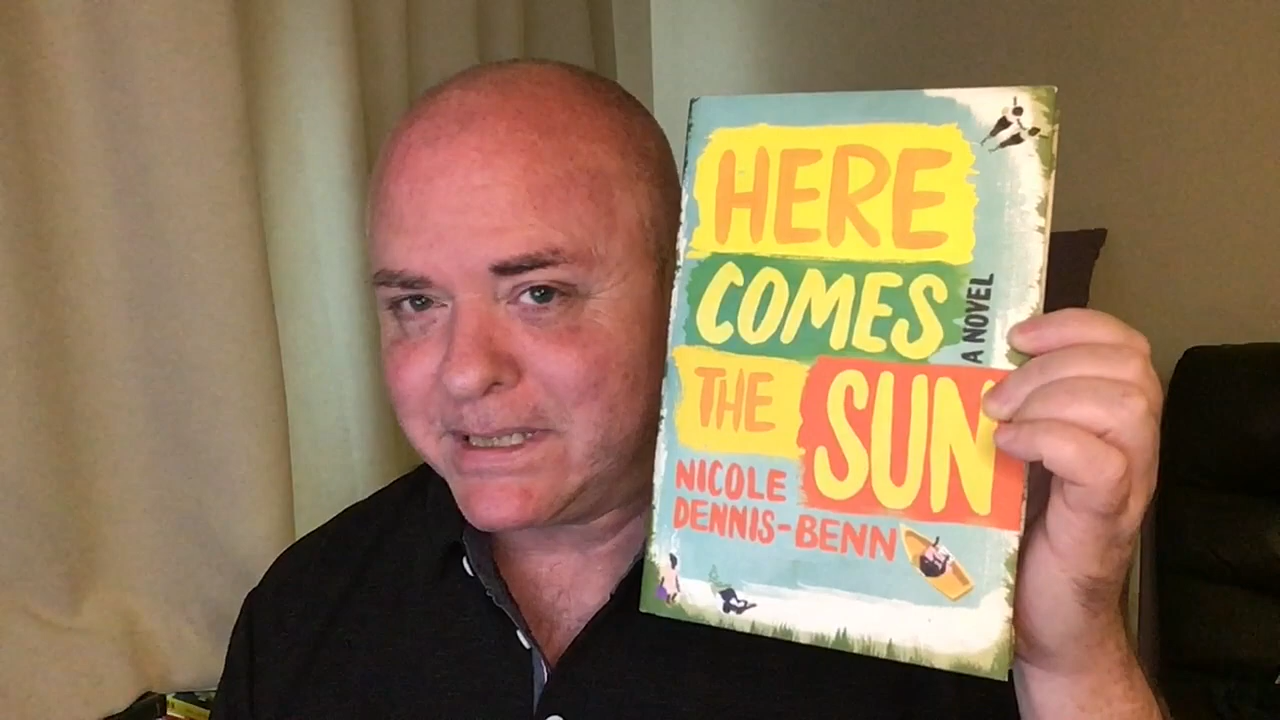 HERE
COMES
THE SUN
A NOVEL
NICOLE
DENNIS-BENN